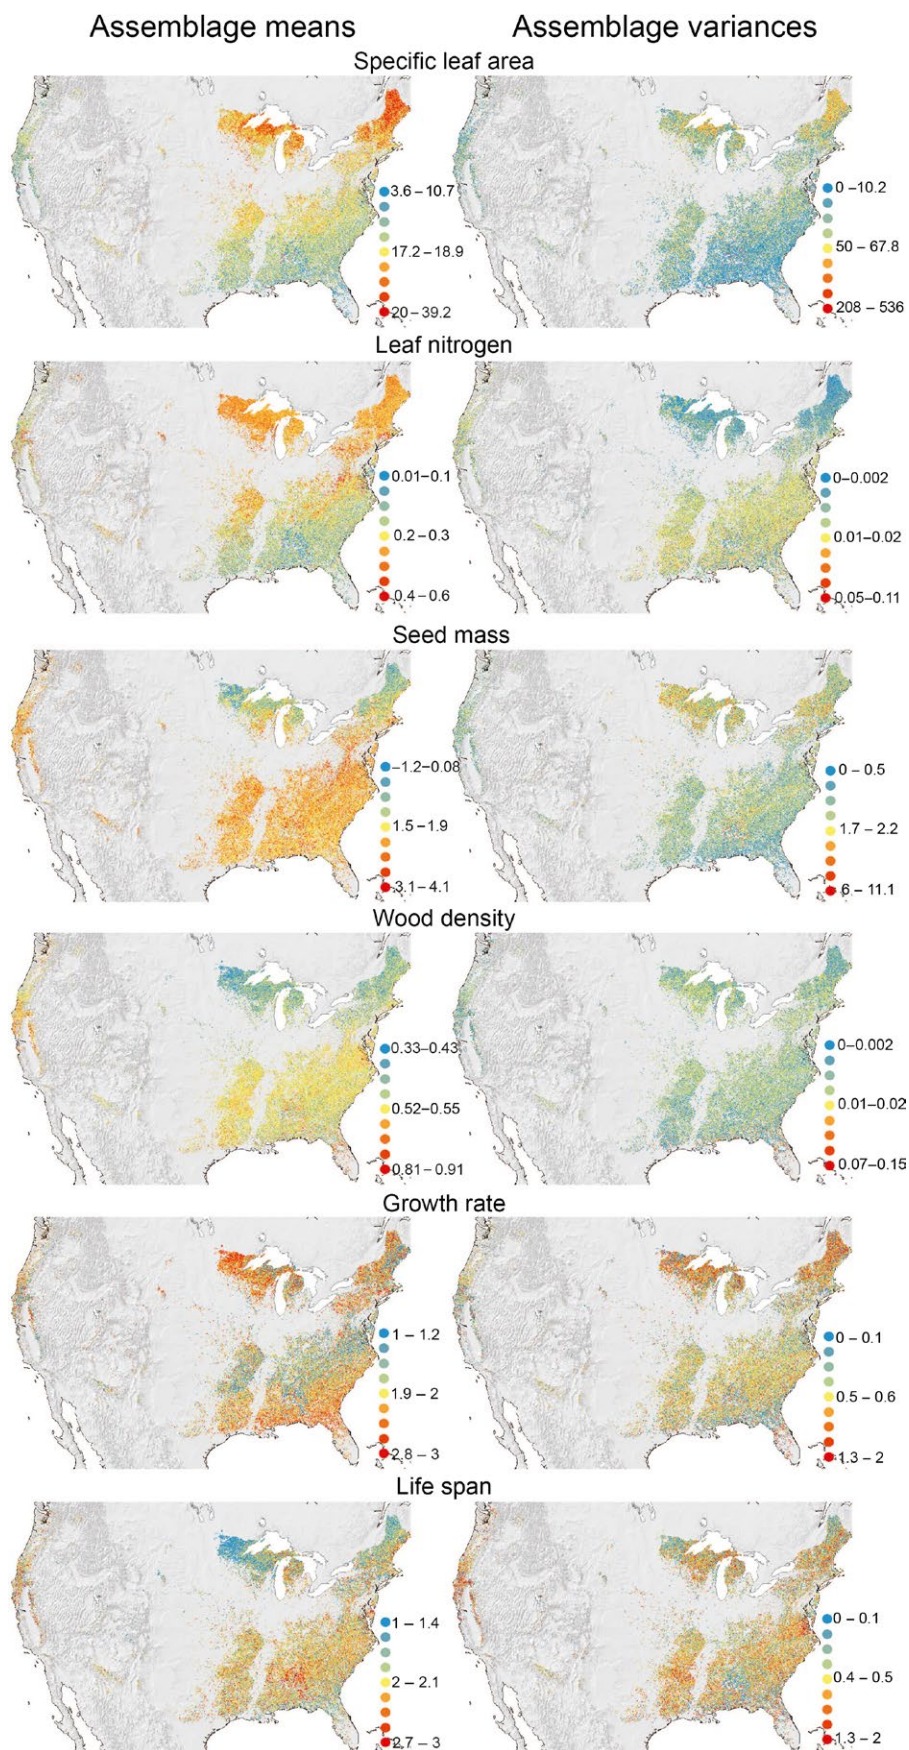 Assemblage means Assemblage variances
Specific leaf area
3.6 – 10.7
17.2 – 18.9
20 – 39.2
0 –10.2
50 – 67.8
208 – 536
Leaf nitrogen
0.01–0.1
0.2 – 0.3
0.4 – 0.6
0–0.002
0.01–0.02
0.05–0.11
Seed mass
–1.2–0.08
1.5 – 1.9
3.1 – 4.1
0 – 0.5
1.7 – 2.2
6 – 11.1
Wood density
0.33–0.43
0.52–0.55
0.81 – 0.91
0–0.002
0.01–0.02
0.07–0.15
Growth rate
1 – 1.2
1.9 – 2
2.8 – 3
0 – 0.1
0.5 – 0.6
1.3 – 2
Life span
1 – 1.4
2 – 2.1
2.7 – 3
0 – 0.1
0.4 – 0.5
1.3 – 2